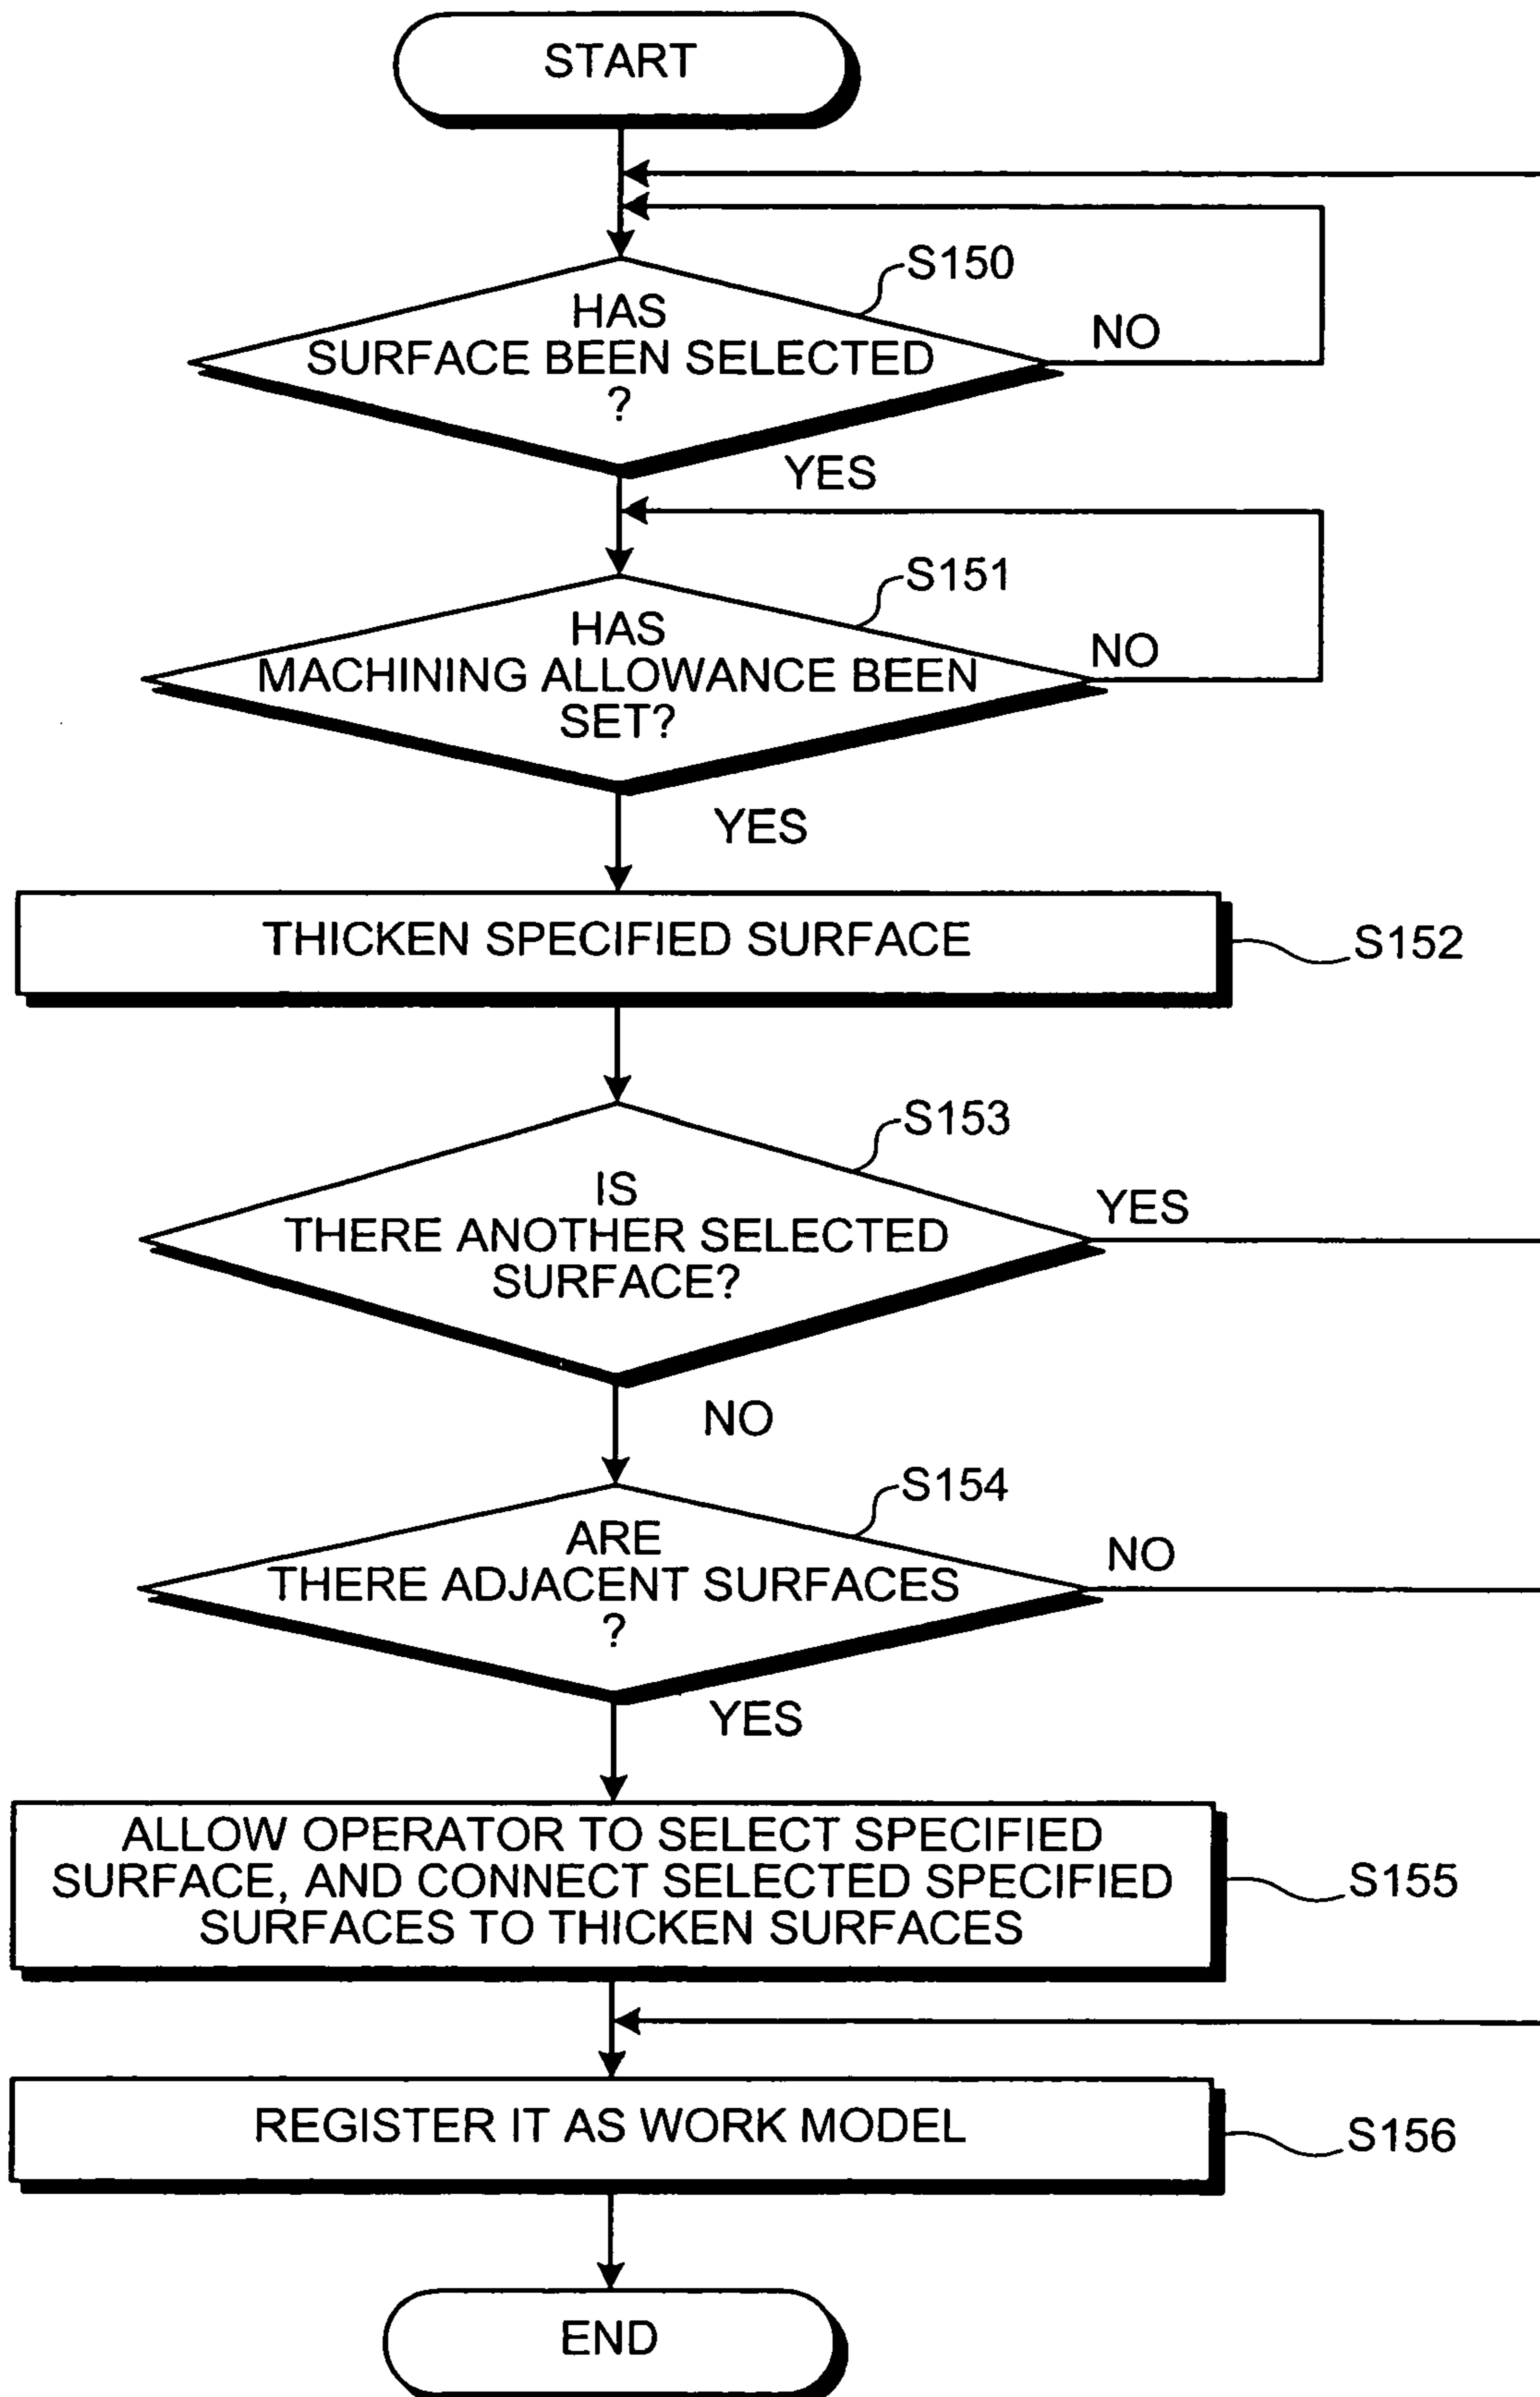 START
S150
HAS
SURFACE BEEN SELECTED
?
NO
YES
S151
HAS
MACHINING ALLOWANCE BEEN
SET?
NO
YES
THICKEN SPECIFIED SURFACE
S152
S153
IS
THERE ANOTHER SELECTED
SURFACE?
YES
NO
S154
ARE
THERE ADJACENT SURFACES
?
NO
YES
ALLOW OPERATOR TO SELECT SPECIFIED
SURFACE, AND CONNECT SELECTED SPECIFIED
SURFACES TO THICKEN SURFACES
S155
REGISTER IT AS WORK MODEL
S156
END